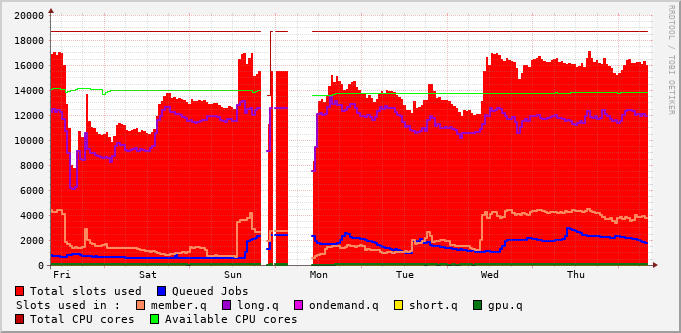 20000
18000
16000
14000
12000
10000
8000
6000
4000
2000
0
Fri Sat Sun Mon Tue Wed Thu
RRDTOOL / TOBI OETIKER
Total slots used Queued Jobs
Slots used in : member.q long.q ondemand.q short.q gpu.q
Total CPU cores Available CPU cores